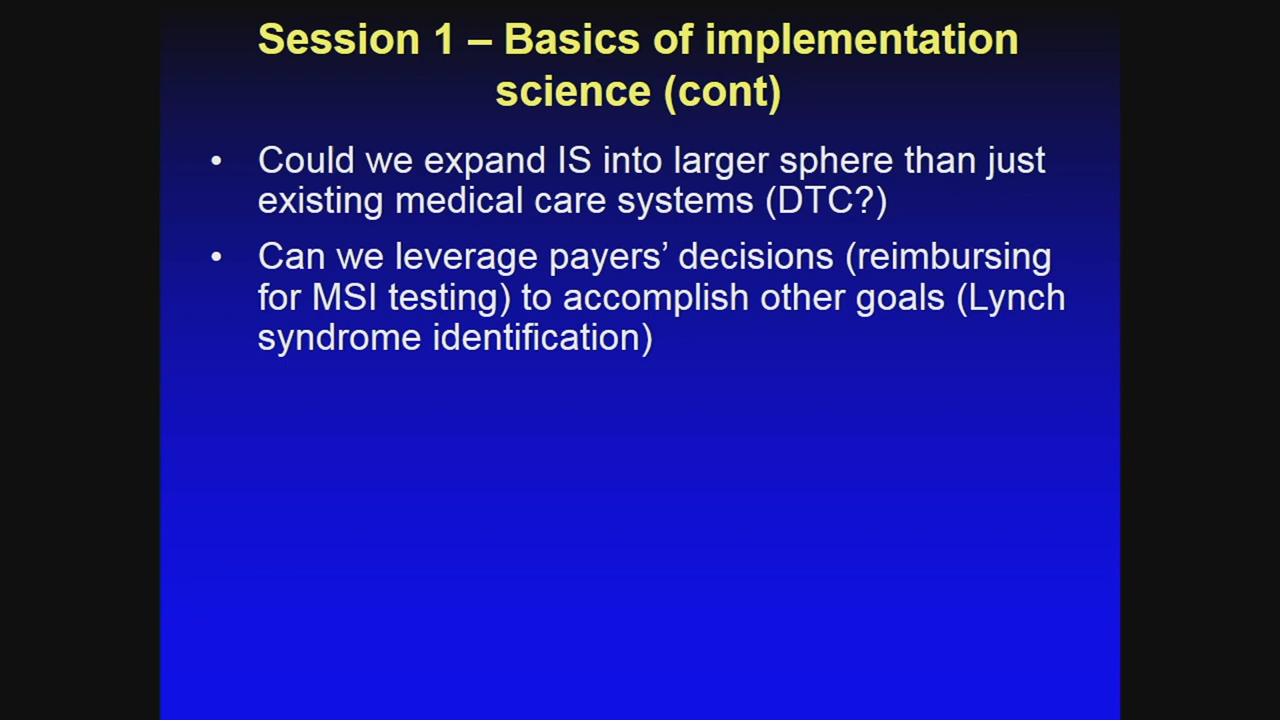 Session 1 – Basics of implementation
science (cont)
• Could we expand IS into larger sphere than just
existing medical care systems (DTC?)
• Can we leverage payers’ decisions (reimbursing
for MSI testing) to accomplish other goals (Lynch
syndrome identification)